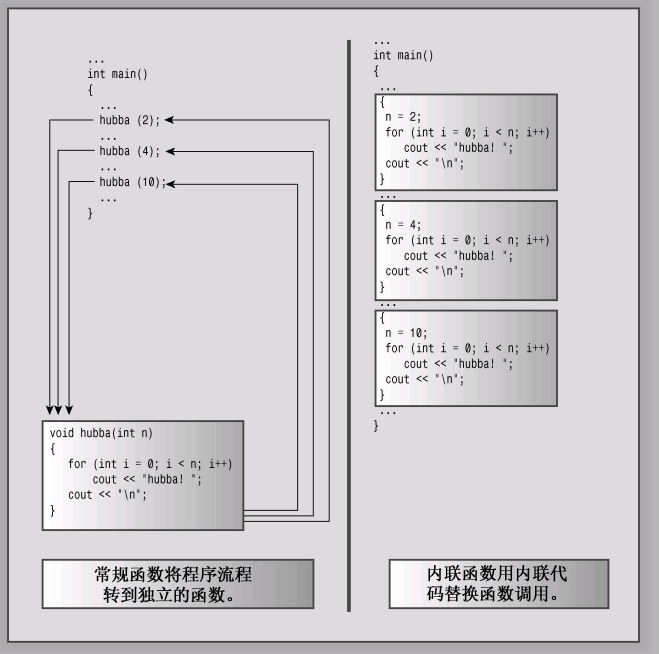 ...
int main()
{
...
hubba (2);
...
hubba (4);
...
hubba (10);
...
}
void hubba(int n)
{
for (int i = 0; i < n; i++)
cout << "hubba! ";
cout << "\n";
}
常规函数将程序流程
转到独立的函数。
...
int main()
{
...
{
n = 2;
for (int i = 0; i < n; i++)
cout << "hubba! ";
cout << "\n";
}
...
{
n = 4;
for (int i = 0; i < n; i++)
cout << "hubba! ";
cout << "\n";
}
...
{
n = 10;
for (int i = 0; i < n; i++)
cout << "hubba! ";
cout << "\n";
}
...
}
内联函数用内联代
码替换函数调用。